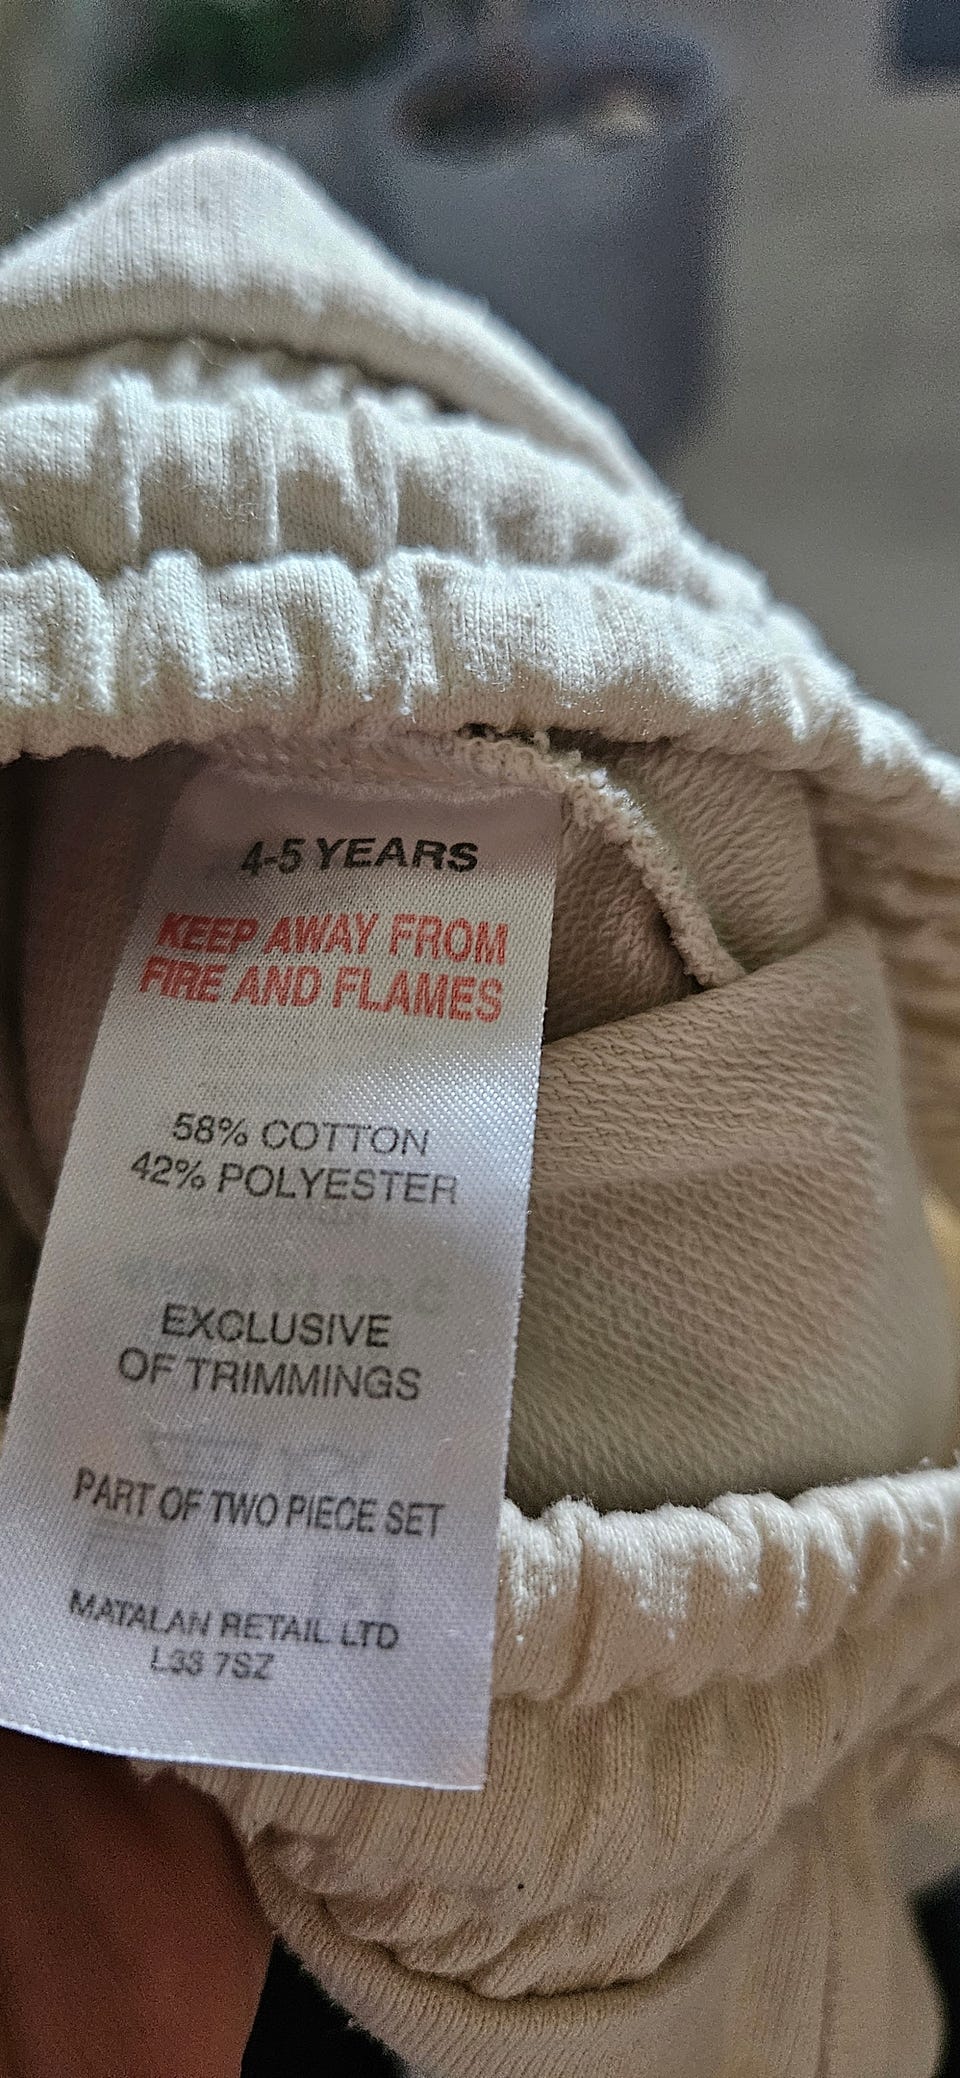 4-5 YEARS
KEEP AWAY FROM
FIRE AND FLAMES
58% COTTON
42% POLYESTER
EXCLUSIVE
OF TRIMMINGS
PART OF TWO PIECE SET
MATALAN RETAIL LTD
L33 7SZ